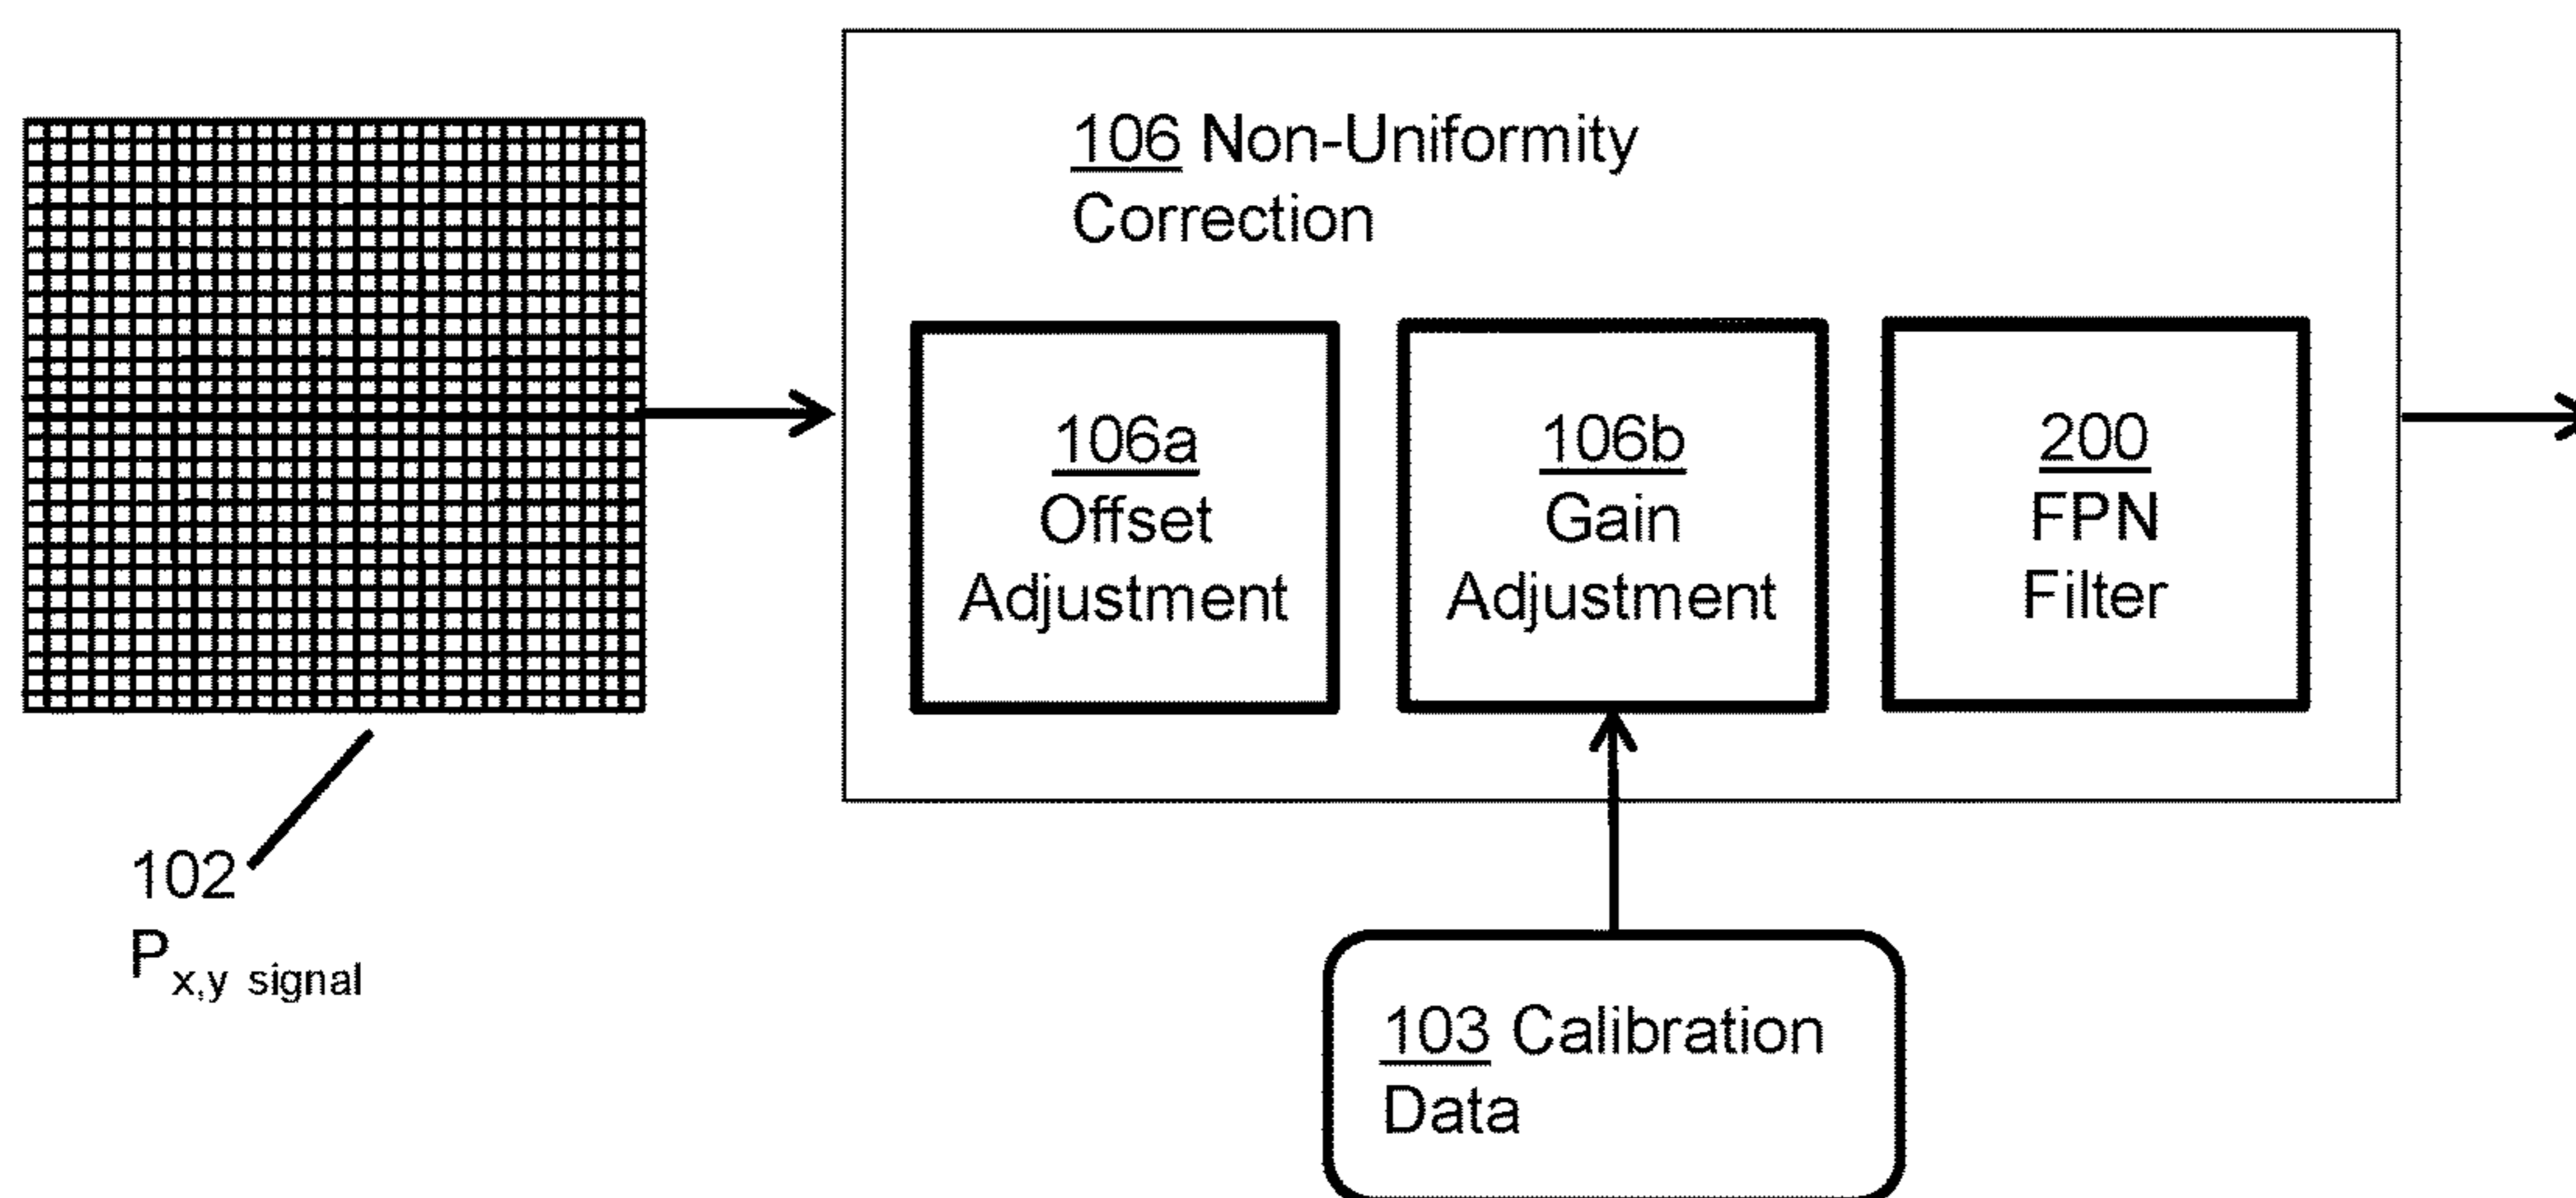 106 Non-Uniformity
Correction
106a
Offset
Adjustment
106b
Gain
Adjustment
200
FPN
Filter
102
Px,y signal
103 Calibration
Data